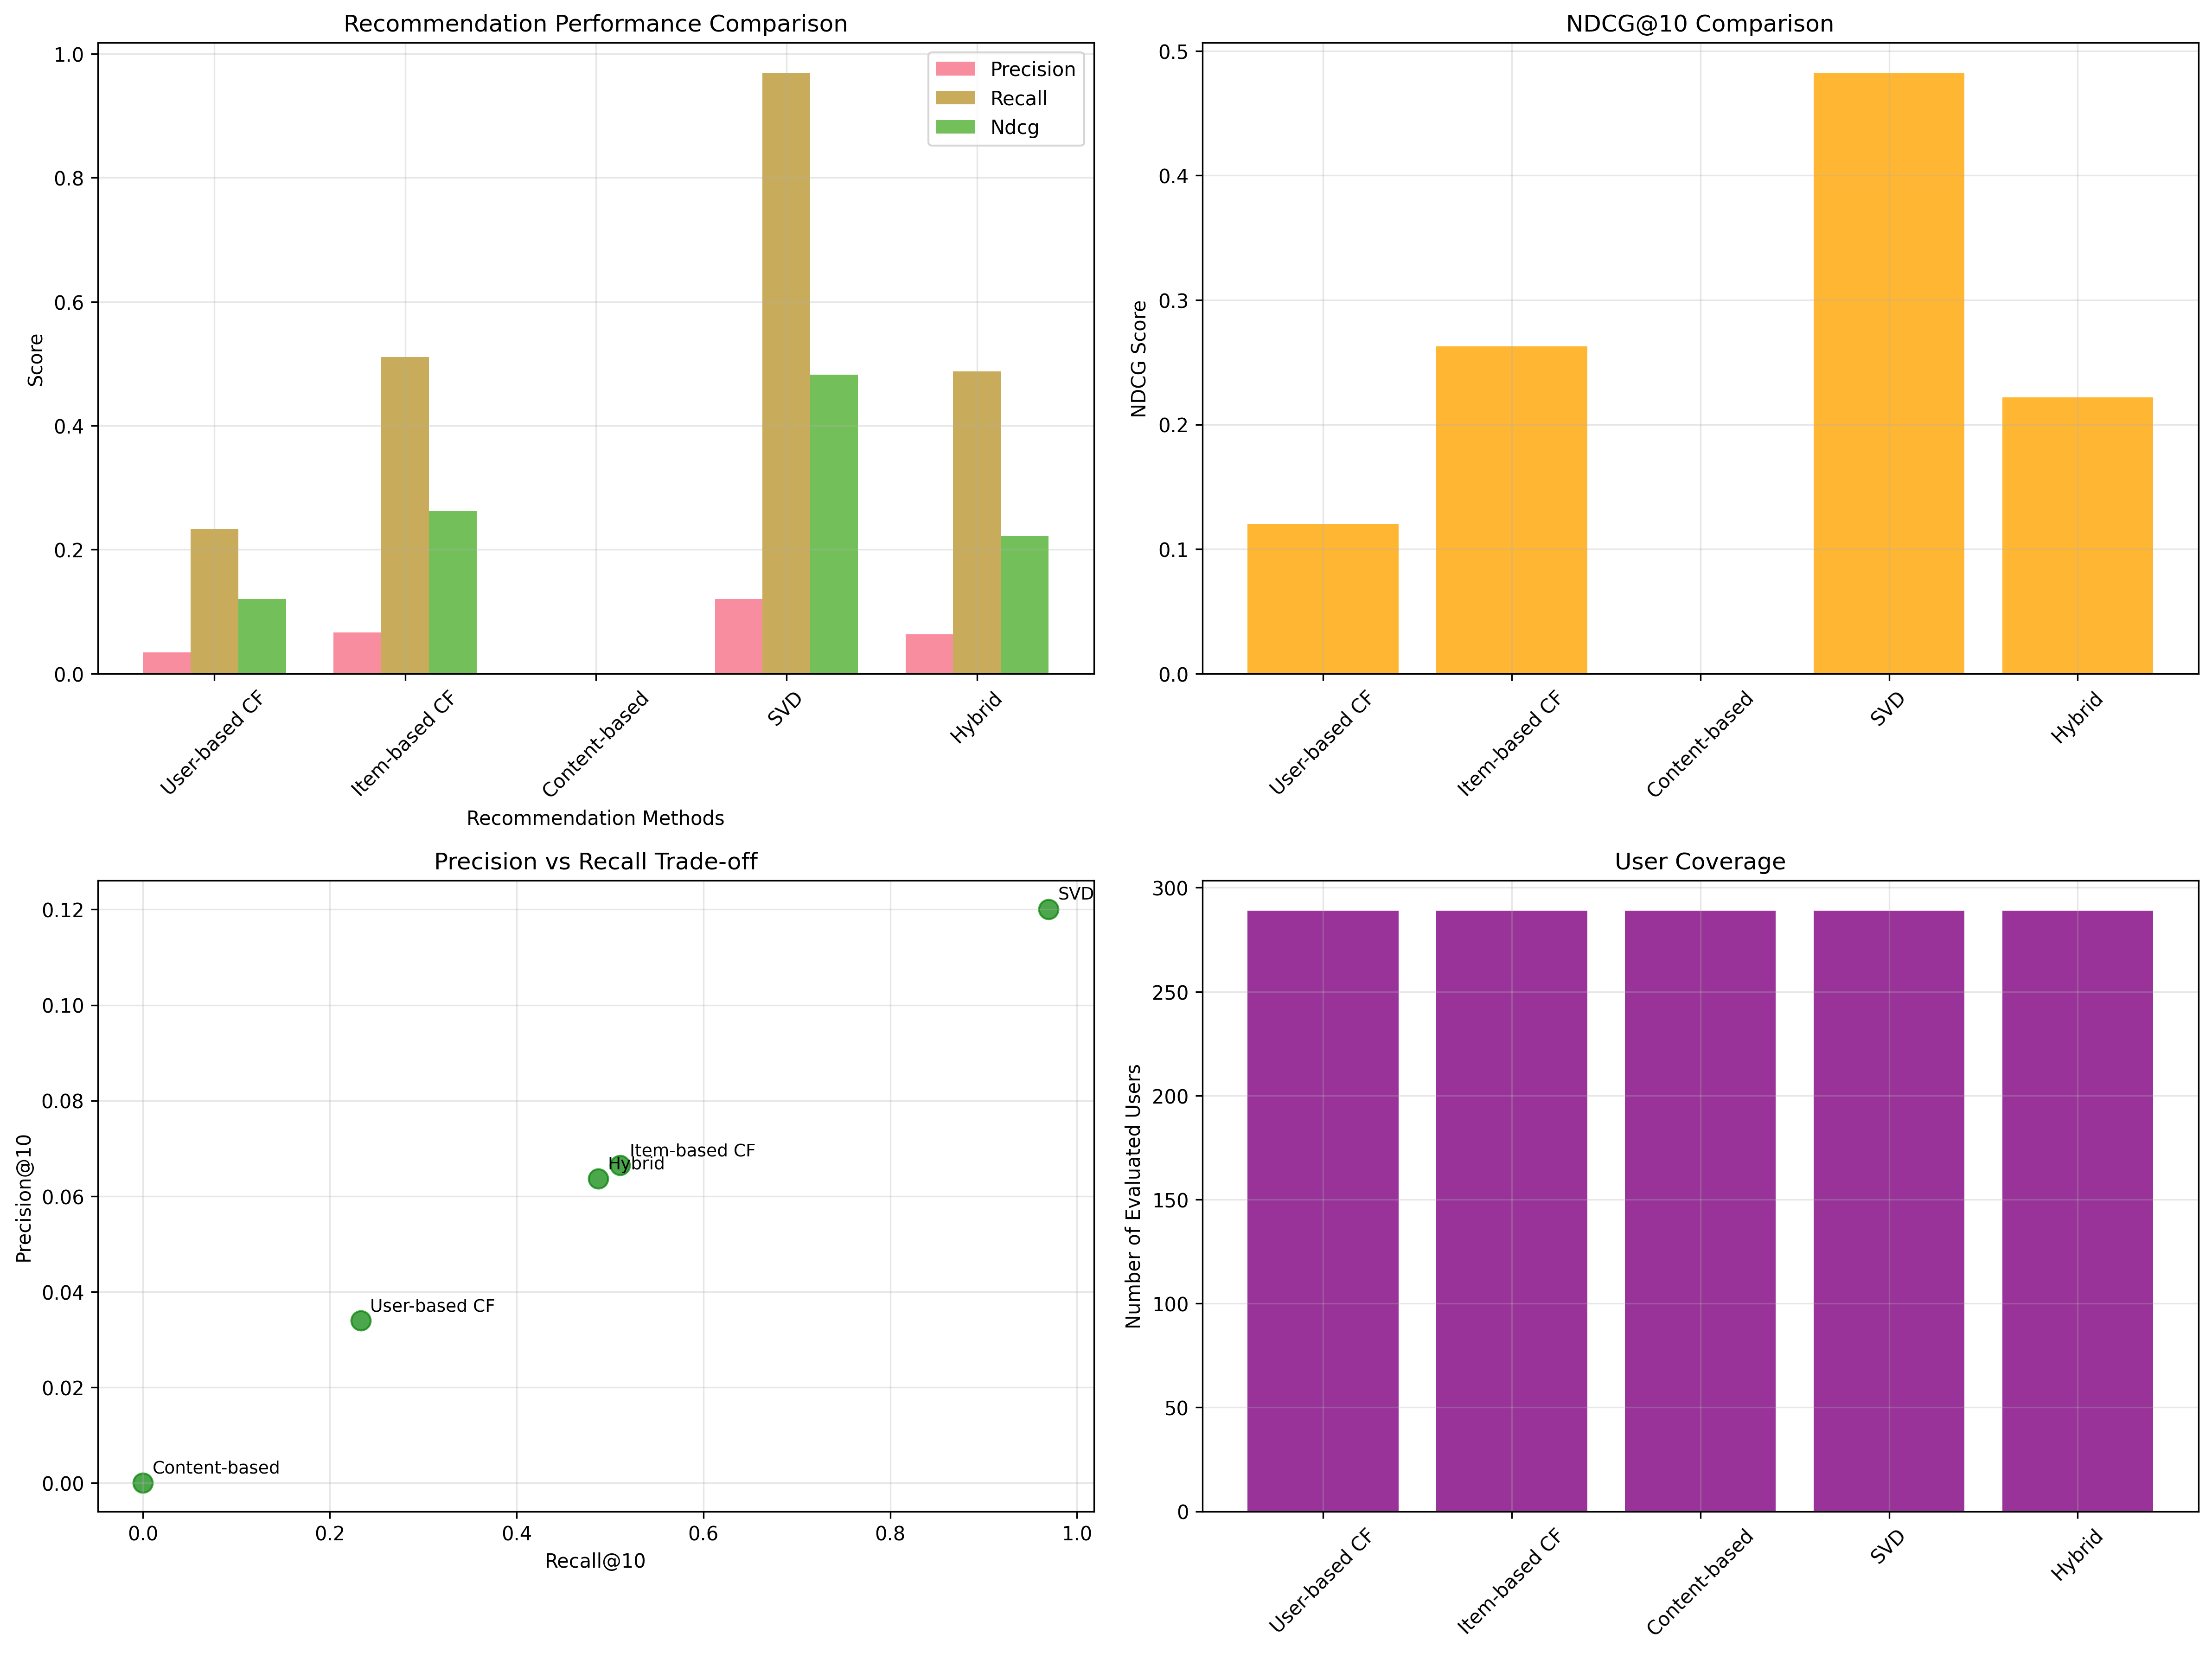 Recommendation Performance Comparison
Score
1.0
0.8
0.6
0.4
0.2
0.0
Precision
Recall
Ndcg
User-based CF
Item-based CF
Content-based
SVD
Hybrid
Recommendation Methods
NDCG@10 Comparison
NDCG Score
0.5
0.4
0.3
0.2
0.1
0.0
User-based CF
Item-based CF
Content-based
SVD
Hybrid
Precision vs Recall Trade-off
Precision@10
0.12
0.10
0.08
0.06
0.04
0.02
0.00
SVD
Item-based CF
Hybrid
User-based CF
Content-based
0.0 0.2 0.4 0.6 0.8 1.0
Recall@10
User Coverage
Number of Evaluated Users
300
250
200
150
100
50
0
User-based CF
Item-based CF
Content-based
SVD
Hybrid